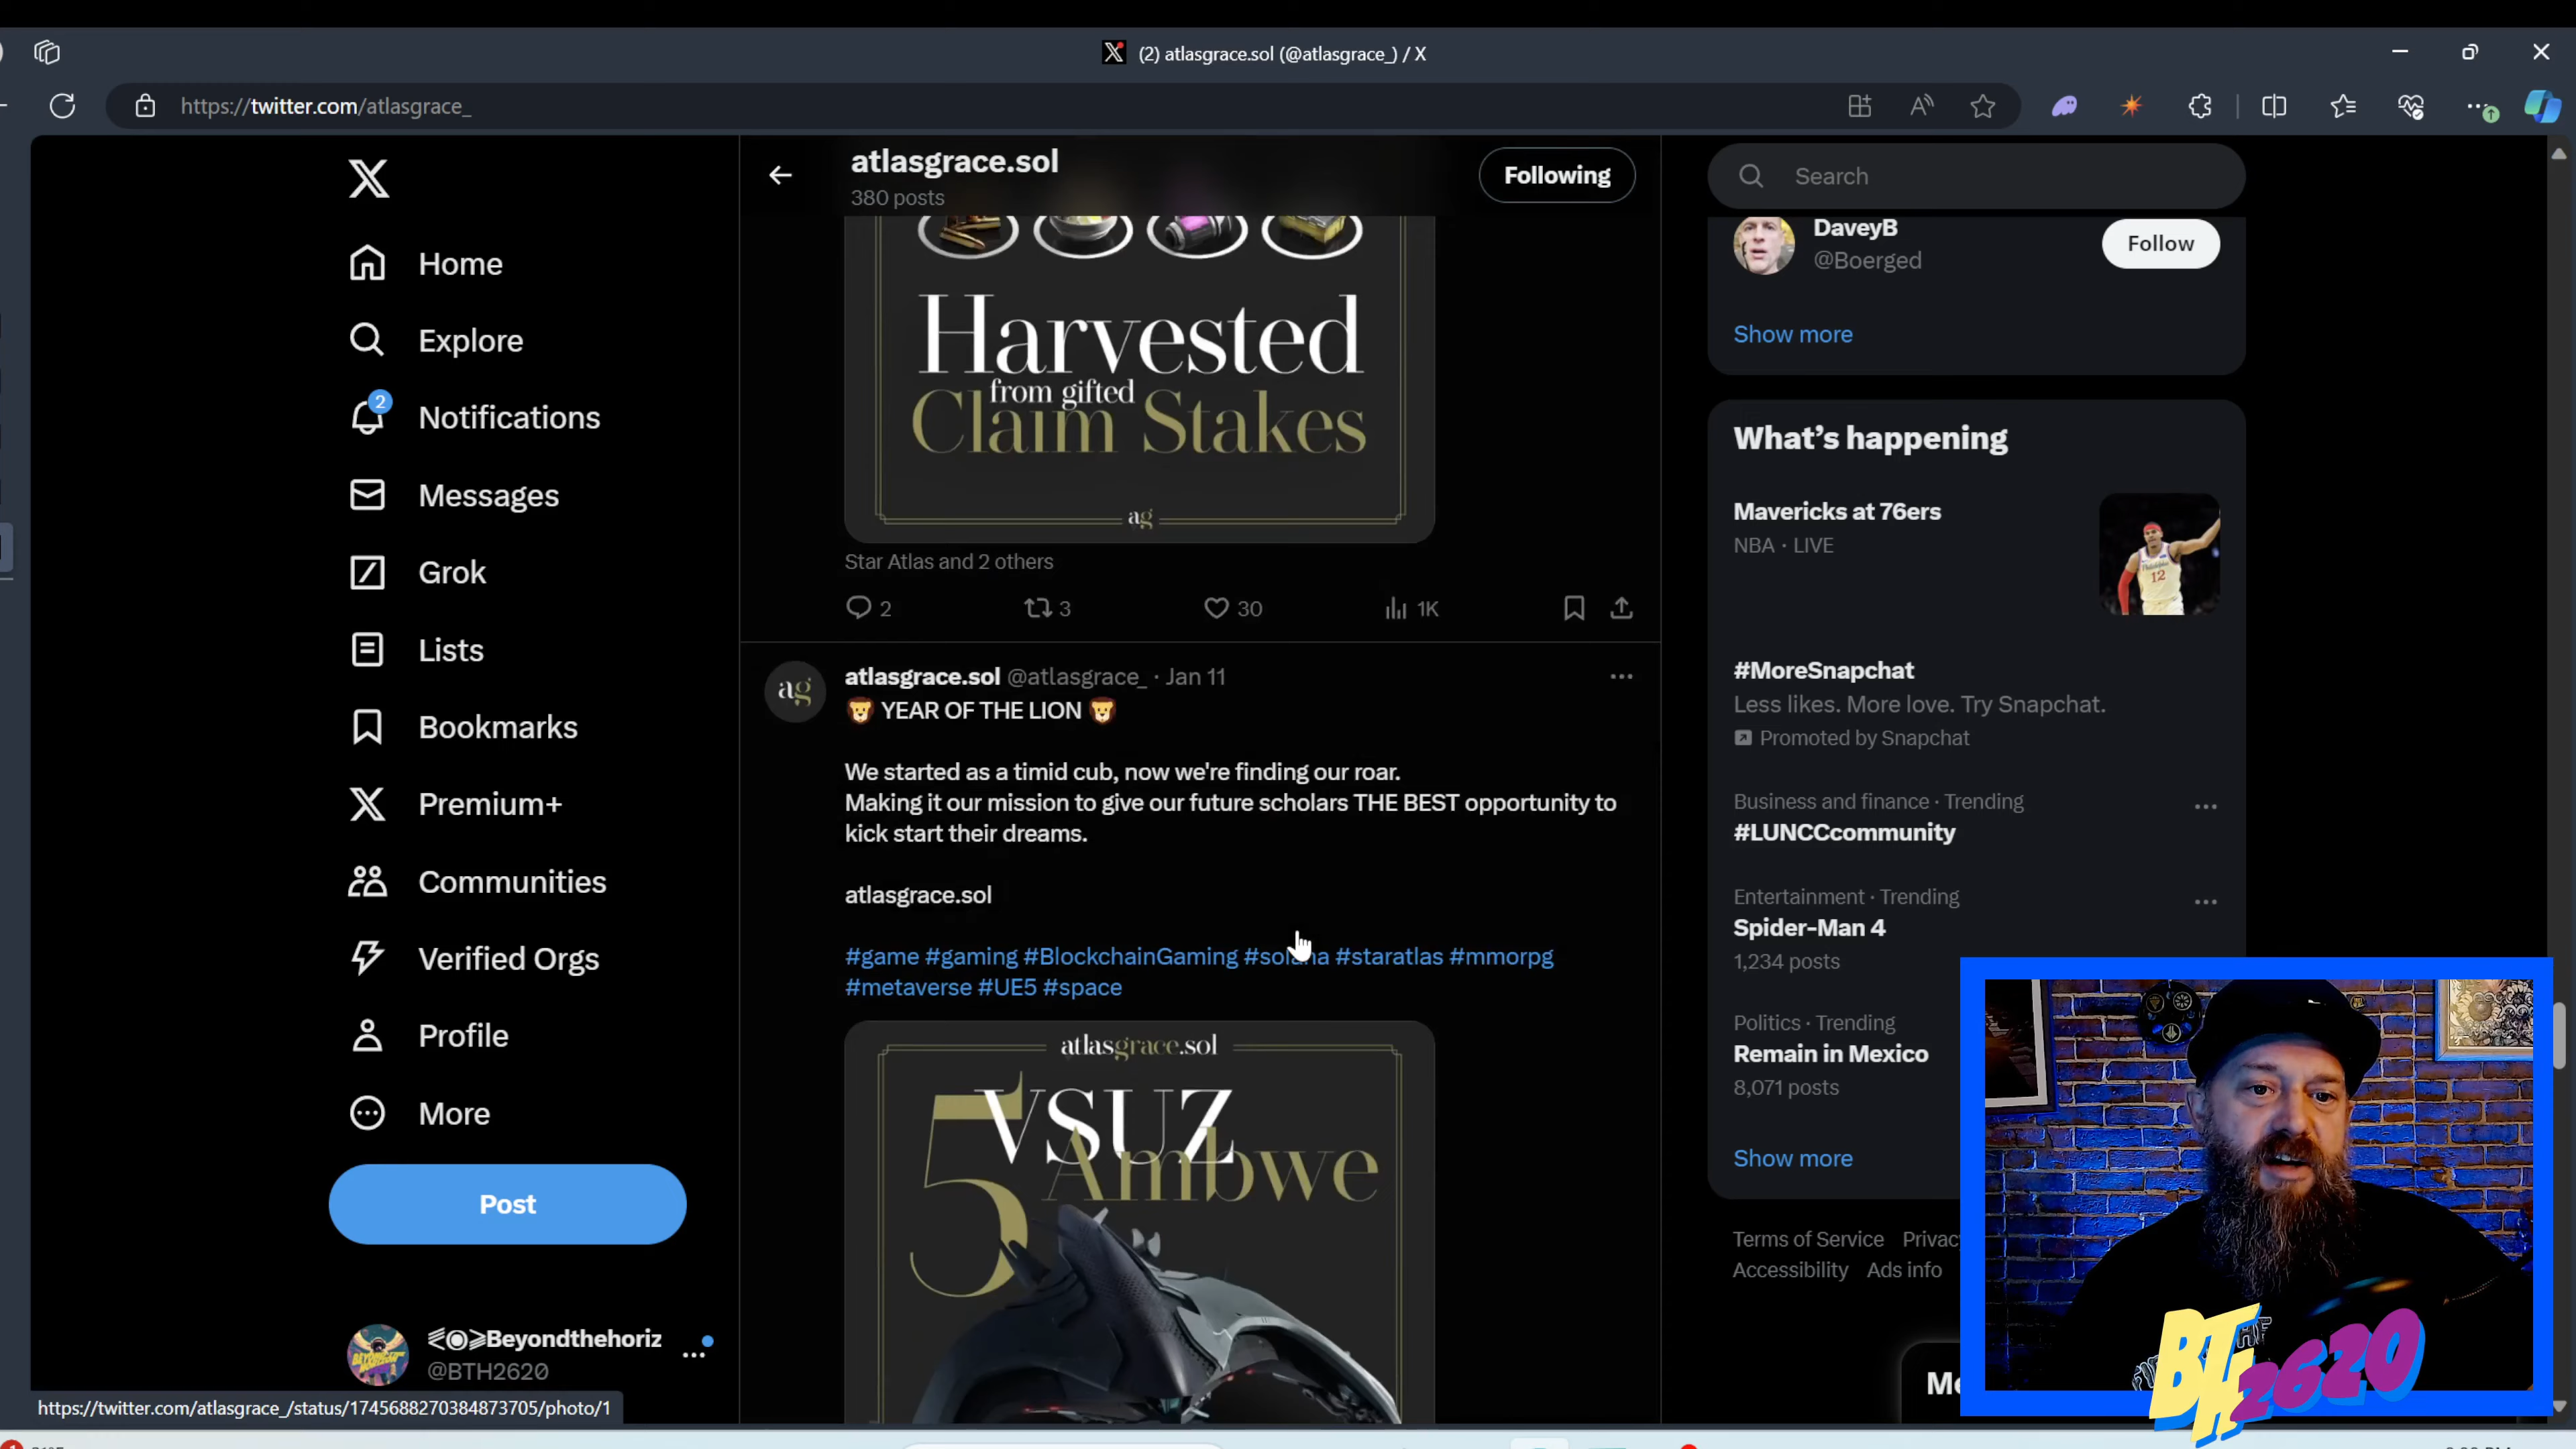 (2) atlasgrace.sol (@atlasgrace_) / X
https://twitter.com/atlasgrace_
Home
Explore
2
Notifications
Messages
Grok
Lists
Bookmarks
Premium+
Communities
Verified Orgs
Profile
More
Post
⋞◉⋟Beyondthehoriz
@BTH2620
https://twitter.com/atlasgrace_/status/1745688270384873705/photo/1
atlasgrace.sol
380 posts
Following
Harvested
from gifted
Claim Stakes
ag
Star Atlas and 2 others
2
3
30
1K
ag
atlasgrace.sol @atlasgrace_ · Jan 11
🦁 YEAR OF THE LION 🦁
We started as a timid cub, now we're finding our roar.
Making it our mission to give our future scholars THE BEST opportunity to
kick start their dreams.
atlasgrace.sol
#game #gaming #BlockchainGaming #solana #staratlas #mmorpg
#metaverse #UE5 #space
atlasgrace.sol
5 VSUZ
Ambwe
Search
DaveyB
@Boerged
Follow
Show more
What's happening
Mavericks at 76ers
NBA · LIVE
#MoreSnapchat
Less likes. More love. Try Snapchat.
Promoted by Snapchat
Business and finance · Trending
#LUNCCcommunity
Entertainment · Trending
Spider-Man 4
1,234 posts
Politics · Trending
Remain in Mexico
8,071 posts
Show more
Terms of Service
Accessibility Ads info
BTH2620